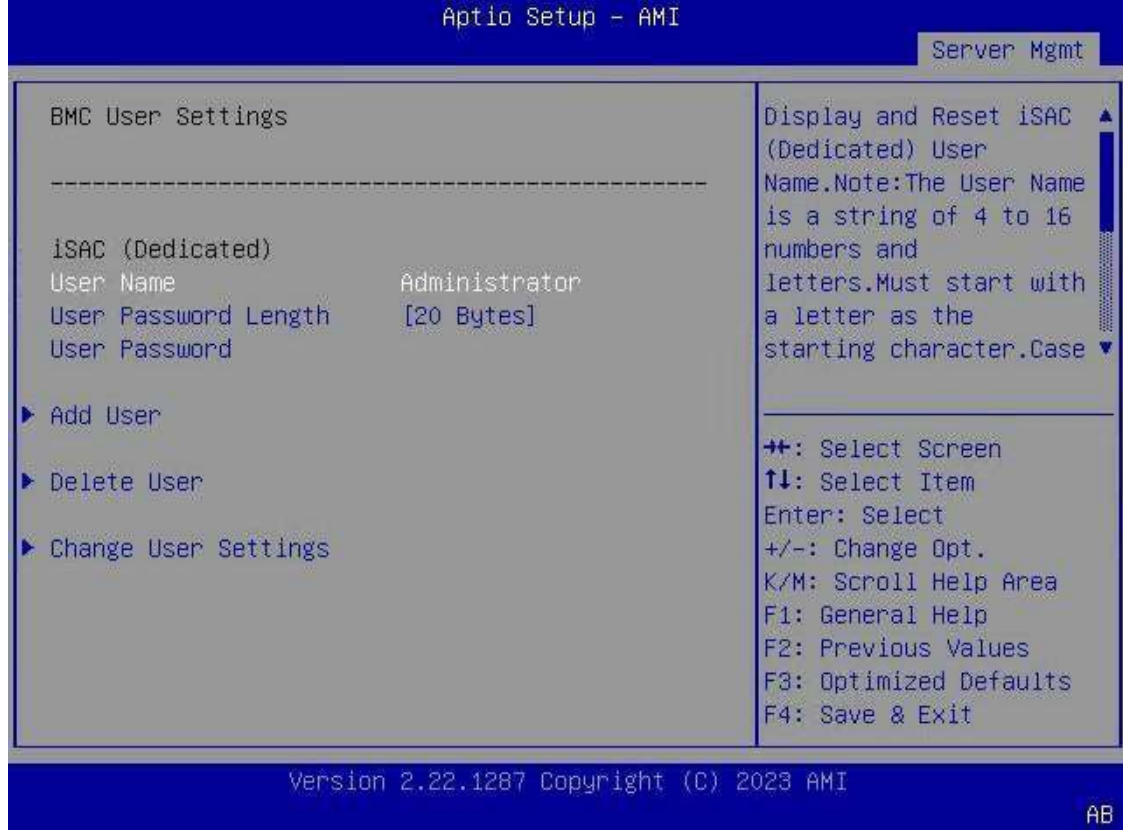 Aptio Setup – AMI
Server Mgmt
BMC User Settings
iSAC (Dedicated)
User Name Administrator
User Password Length [20 Bytes]
User Password
Add User
Delete User
Change User Settings
Display and Reset iSAC
(Dedicated) User
Name.Note:The User Name
is a string of 4 to 16
numbers and
letters.Must start with
a letter as the
starting character.Case
→←: Select Screen
↑↓: Select Item
Enter: Select
+/-: Change Opt.
K/M: Scroll Help Area
F1: General Help
F2: Previous Values
F3: Optimized Defaults
F4: Save & Exit
Version 2.22.1287 Copyright (C) 2023 AMI
AB